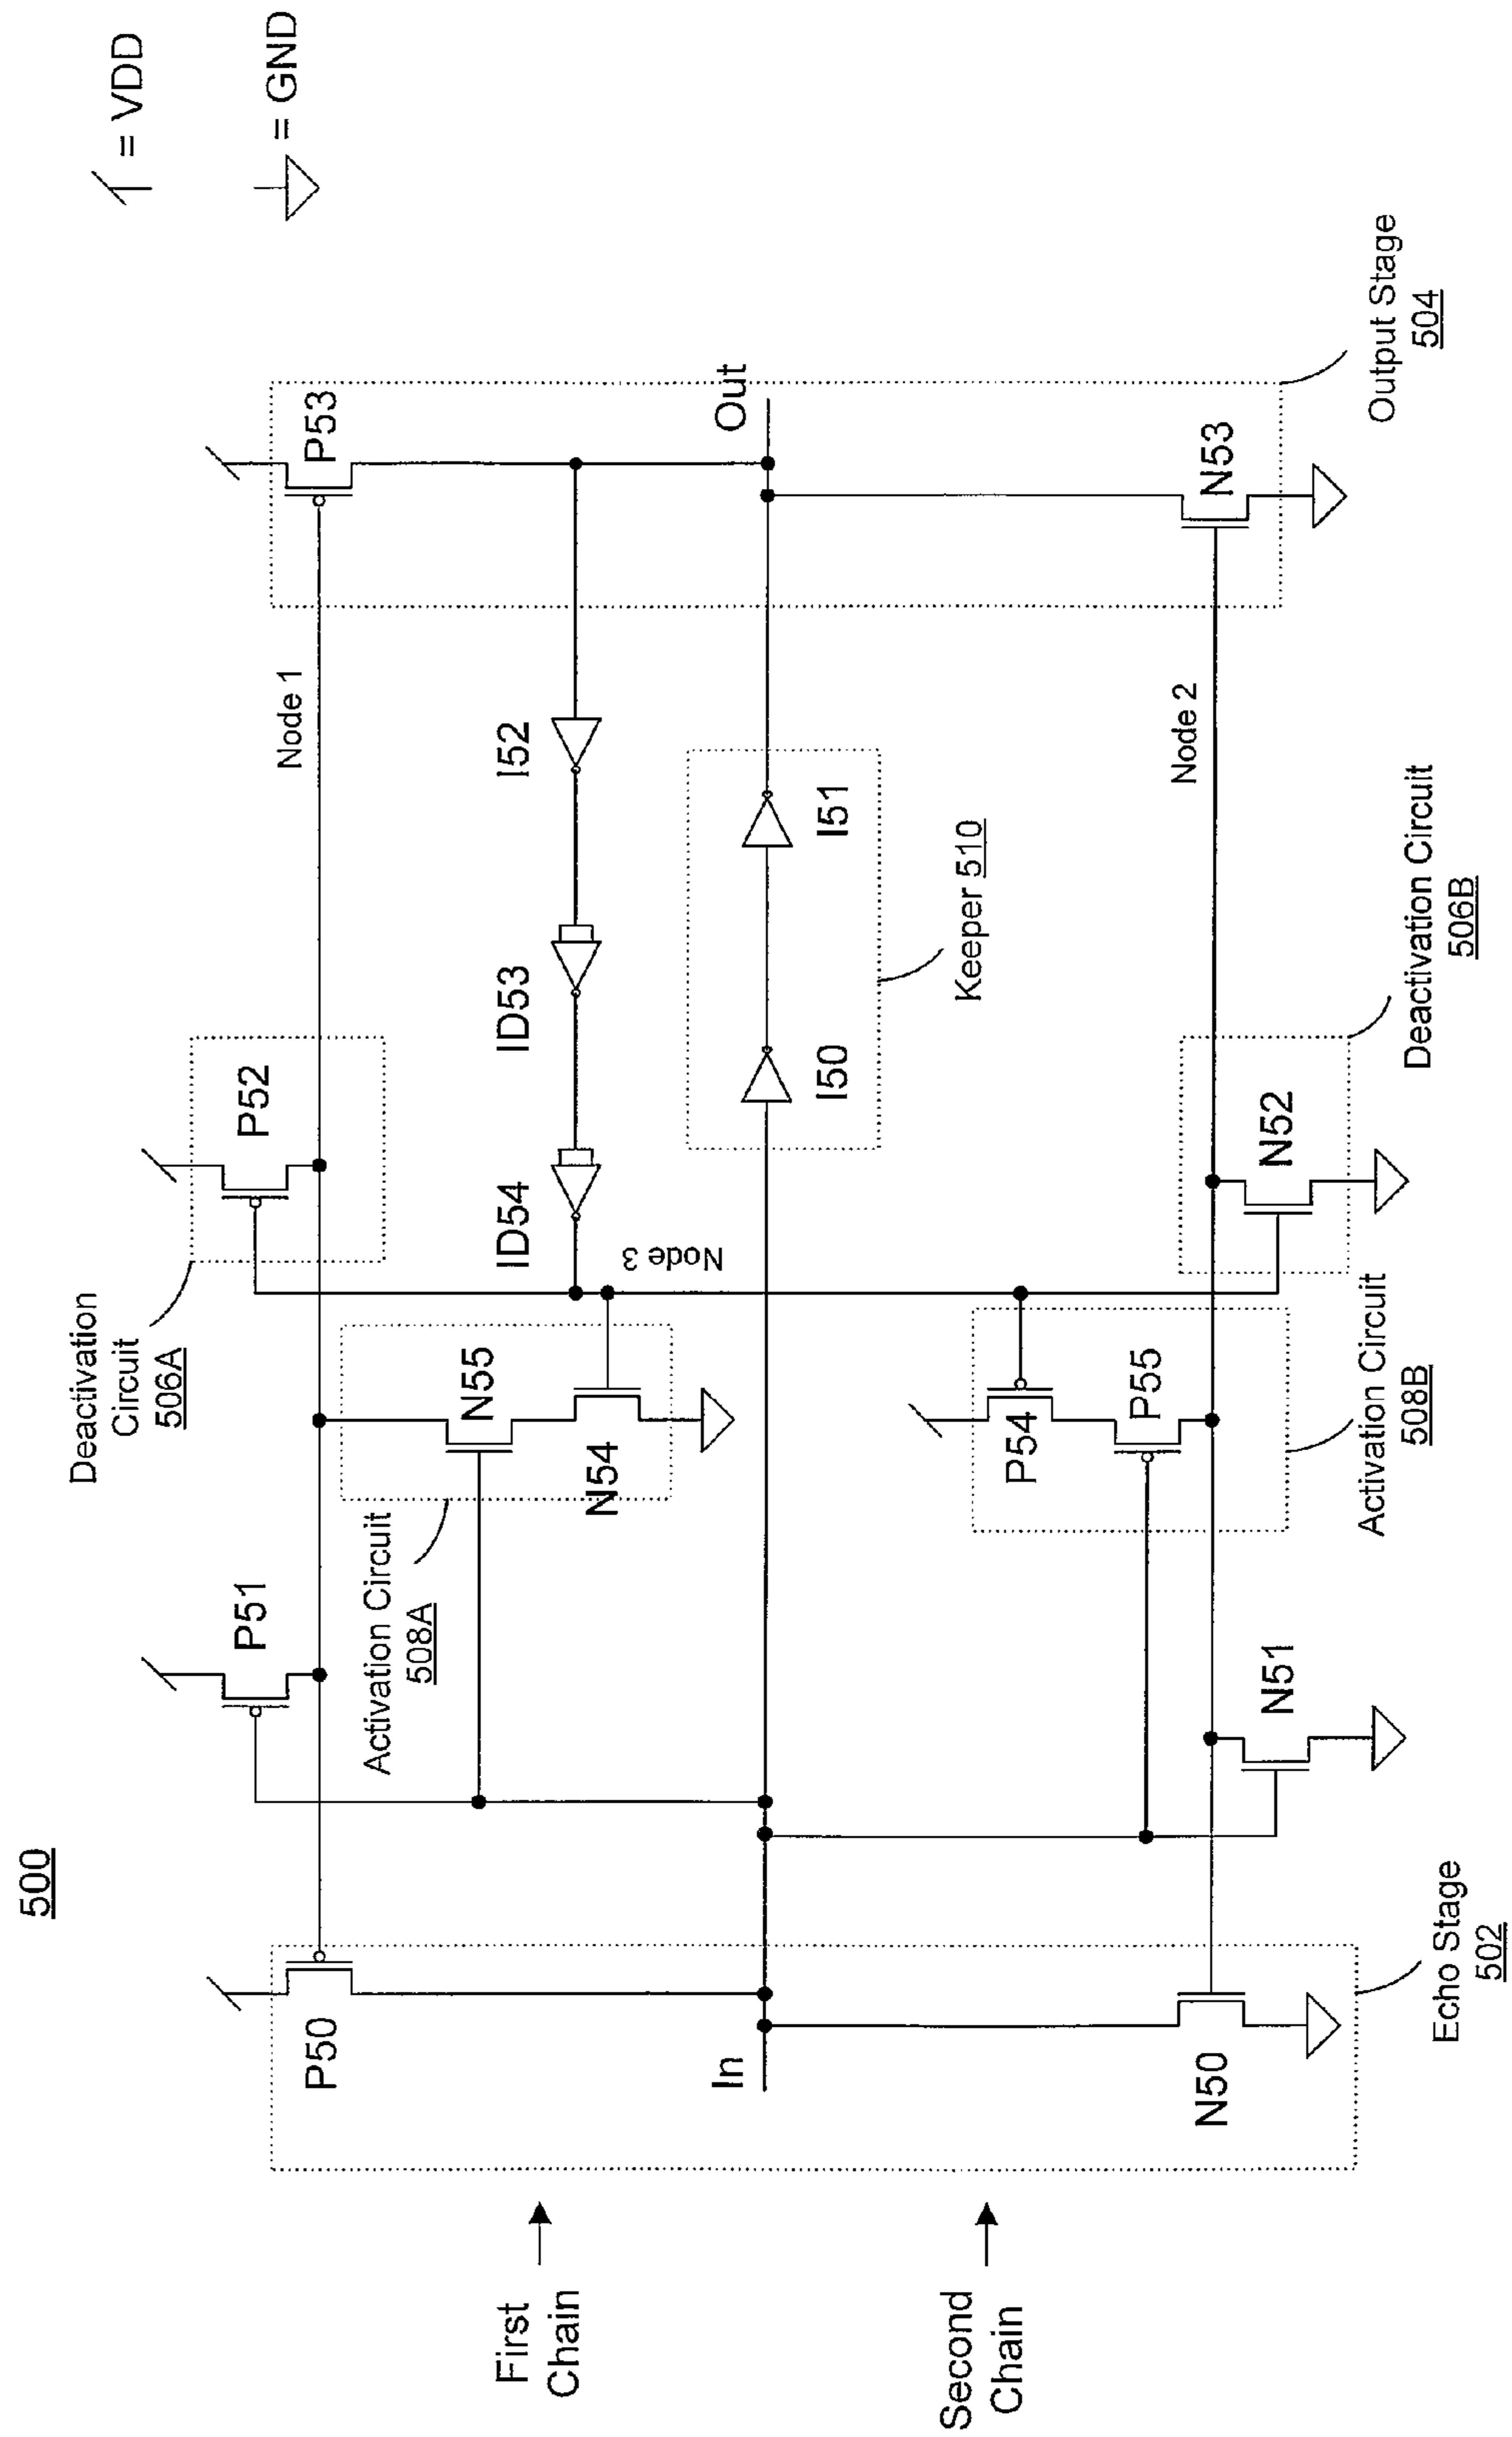 500
= VDD
= GND
Deactivation
Circuit
506A
P52
P51
P50
P53
Node 1
Activation Circuit
508A
N55
N54
I52
ID53
ID54
Node 3
Keeper 510
I50
I51
In
Out
First
Chain
Second
Chain
P54
P55
Activation Circuit
508B
Node 2
N50
N51
N52
N53
Deactivation Circuit
506B
Echo Stage
502
Output Stage
504